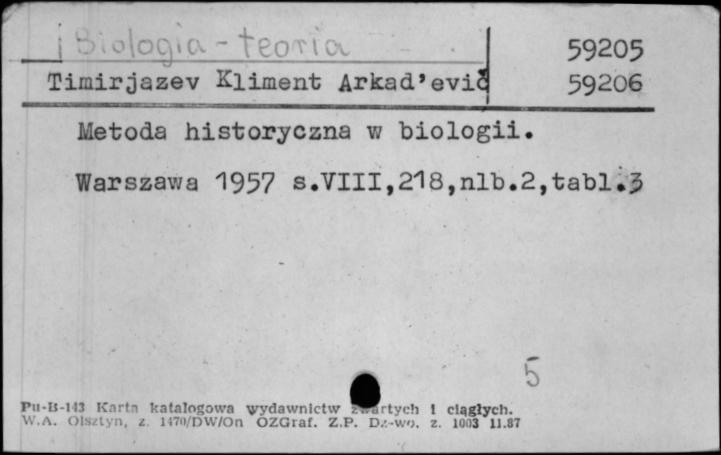 Biologia - teoria 59205
Timirjazev Kliment Arkad'evič 59206
Metoda historyczna w biologii.
Warszawa 1957 s.VIII,218,nlb.2,tabl.3
5
Pu-B-143 Karta katalogowa wydawnictw zwartych i ciągłych.
W.A. Olsztyn, z. 1470/DW/On OZGraf. Z.P. Dz-wo. z. 1003 11.87